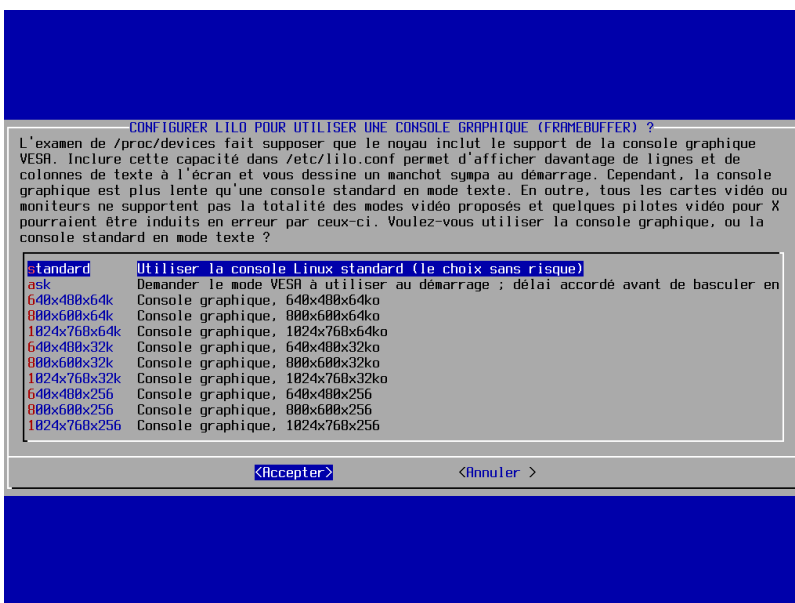 CONFIGURER LILO POUR UTILISER UNE CONSOLE GRAPHIQUE (FRAMEBUFFER) ?
L'examen de /proc/devices fait supposer que le noyau inclut le support de la console graphique
VESA. Inclure cette capacité dans /etc/lilo.conf permet d'afficher davantage de lignes et de
colonnes de texte à l'écran et vous dessine un manchot sympa au démarrage. Cependant, la console
graphique est plus lente qu'une console standard en mode texte. En outre, tous les cartes vidéo ou
moniteurs ne supportent pas la totalité des modes vidéo proposés et quelques pilotes vidéo pour X
pourraient être induits en erreur par ceux-ci. Voulez-vous utiliser la console graphique, ou la
console standard en mode texte ?
standard Utiliser la console Linux standard (le choix sans risque)
ask Demander le mode VESA à utiliser au démarrage ; délai accordé avant de basculer en
640x480x64k Console graphique, 640x480x64ko
800x600x64k Console graphique, 800x600x64ko
1024x768x64k Console graphique, 1024x768x64ko
640x480x32k Console graphique, 640x480x32ko
800x600x32k Console graphique, 800x600x32ko
1024x768x32k Console graphique, 1024x768x32ko
640x480x256 Console graphique, 640x480x256
800x600x256 Console graphique, 800x600x256
1024x768x256 Console graphique, 1024x768x256
<Accepter> <Annuler >